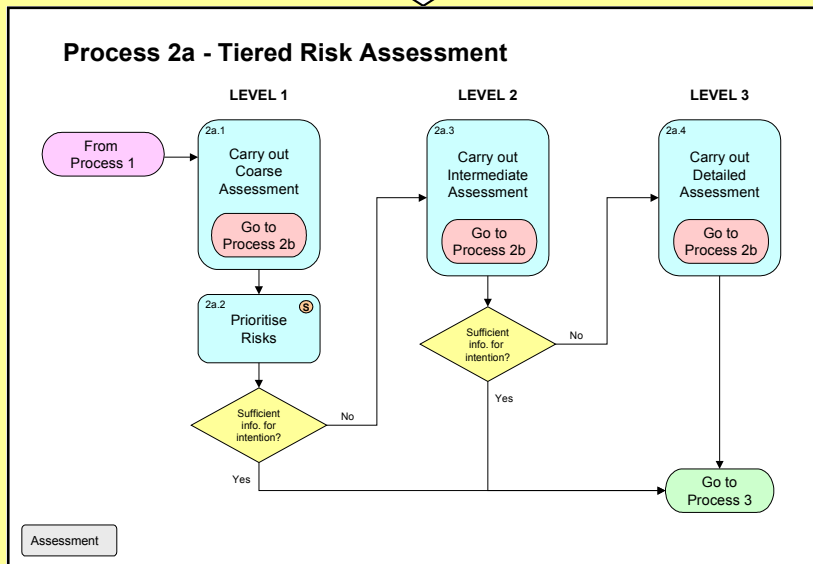 Process 2a - Tiered Risk Assessment
LEVEL 1
LEVEL 2
LEVEL 3
From
Process 1
2a.1
Carry out
Coarse
Assessment
Go to
Process 2b
2a.2
S
Prioritise
Risks
Sufficient
info. for
intention?
No
Yes
2a.3
Carry out
Intermediate
Assessment
Go to
Process 2b
Sufficient
info. for
intention?
No
Yes
2a.4
Carry out
Detailed
Assessment
Go to
Process 2b
Go to
Process 3
Assessment